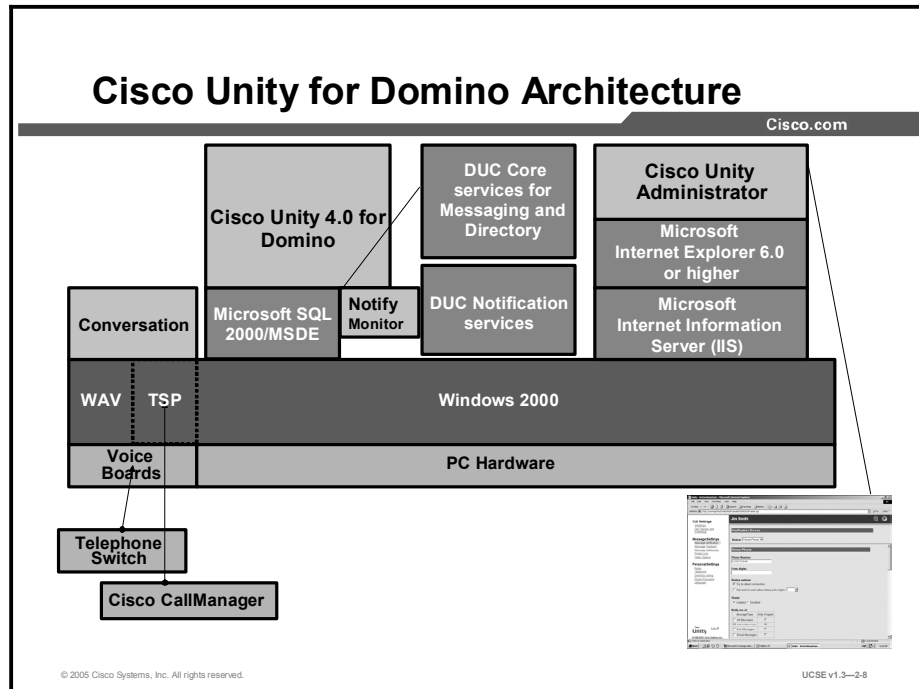 Cisco Unity for Domino Architecture
Cisco.com
Cisco Unity 4.0 for
Domino
DUC Core
services for
Messaging and
Directory
Cisco Unity
Administrator
Microsoft
Internet Explorer 6.0
or higher
Conversation
Microsoft SQL
2000/MSDE
Notify
Monitor
DUC Notification
services
Microsoft
Internet Information
Server (IIS)
WAV
TSP
Windows 2000
Voice
Boards
PC Hardware
Telephone
Switch
Cisco CallManager
Jim Smith
Unity
© 2005 Cisco Systems, Inc. All rights reserved.
UCSE v1.3—2-8